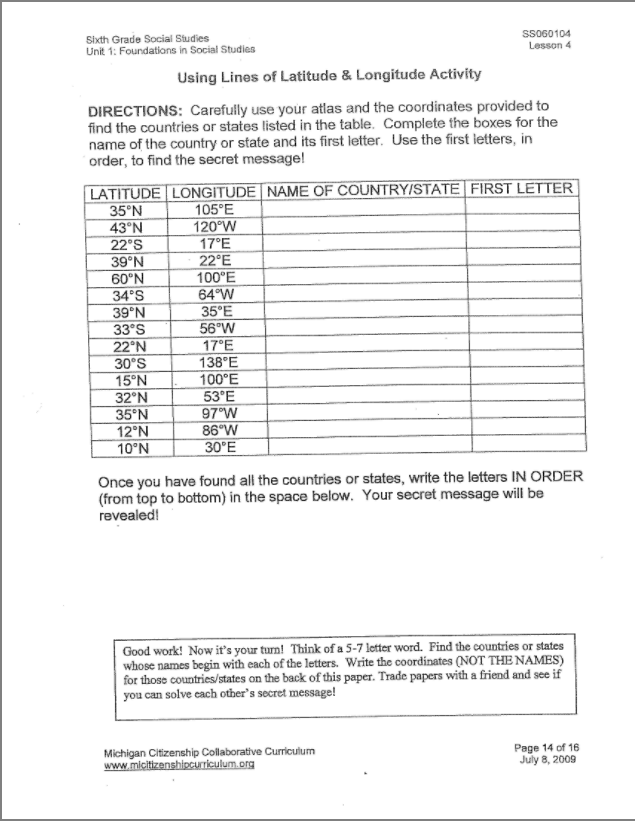 Sixth Grade Social Studies
Unit 1: Foundations in Social Studies
SS060104
Lesson 4
Using Lines of Latitude & Longitude Activity
DIRECTIONS: Carefully use your atlas and the coordinates provided to
find the countries or states listed in the table. Complete the boxes for the
name of the country or state and its first letter. Use the first letters, in
order, to find the secret message!
LATITUDE LONGITUDE NAME OF COUNTRY/STATE FIRST LETTER
35°N 105°E
43°N 120°W
22°S 17°E
39°N 22°E
60°N 100°E
34°S 64°W
39°N 35°E
33°S 56°W
22°N 17°E
30°S 138°E
15°N 100°E
32°N 53°E
35°N 97°W
12°N 86°W
10°N 30°E
Once you have found all the countries or states, write the letters IN ORDER
(from top to bottom) in the space below. Your secret message will be
revealed!
Good work! Now it's your turn! Think of a 5-7 letter word. Find the countries or states
whose names begin with each of the letters. Write the coordinates (NOT THE NAMES)
for those countries/states on the back of this paper. Trade papers with a friend and see if
you can solve each other's secret message!
Michigan Citizenship Collaborative Curriculum
www.micitizenshipcurriculum.org
Page 14 of 16
July 8, 2009